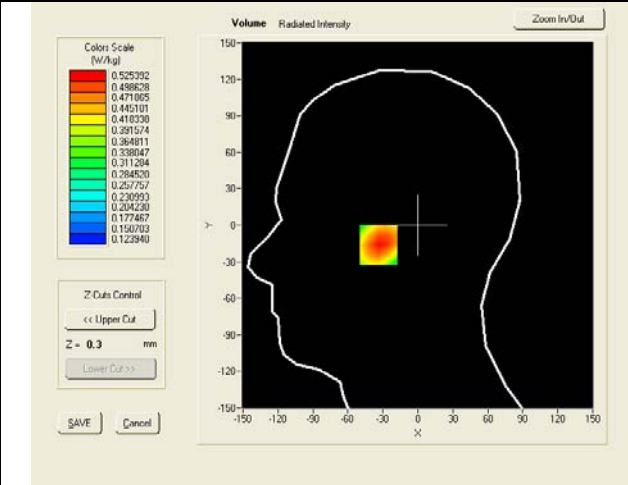 Volume Radiated Intensity
Zoom In/Out
Colors Scale
(W/kg)
0.525392
0.498628
0.471865
0.445101
0.418338
0.391574
0.364811
0.338047
0.311284
0.284520
0.257757
0.230993
0.204230
0.177467
0.150703
0.123940
Z-Cuts Control
<< Upper Cut
Z = 0.3 mm
Lower Cut >>
SAVE Cancel
150-
120-
90-
60-
30-
0-
-30-
-60-
-90-
-120-
-150-
Y
-150 -120 -90 -60 -30 0 30 60 90 120 150
X